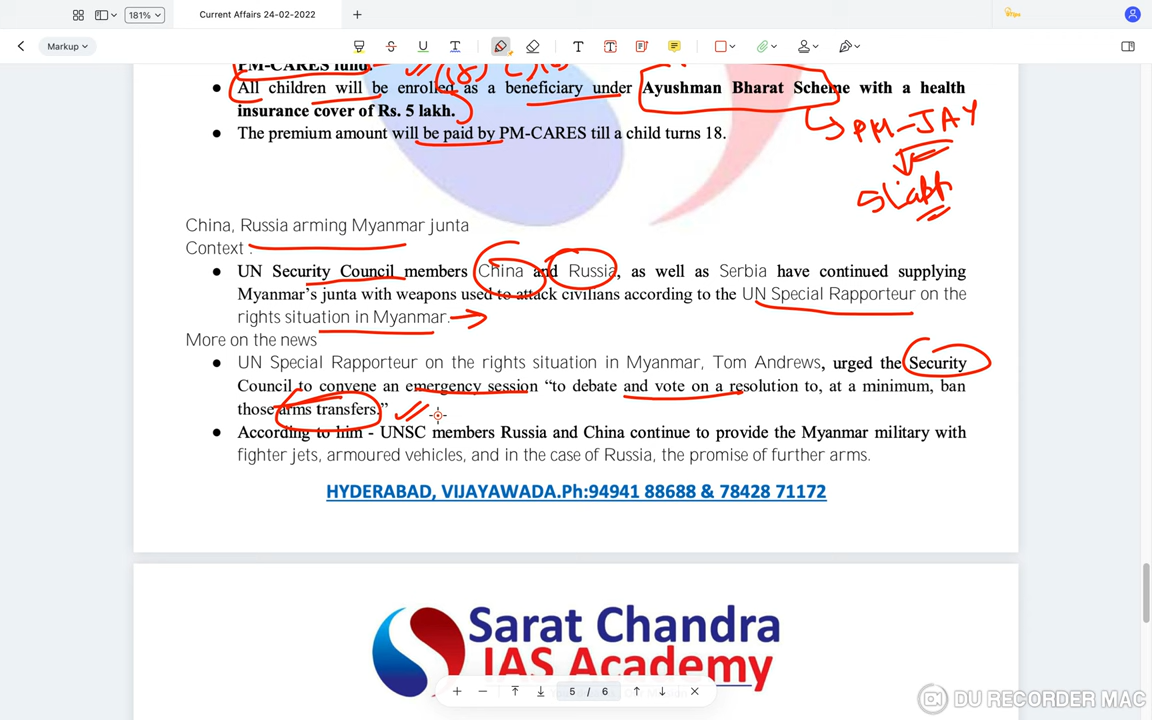 181%
Current Affairs 24-02-2022
Markup
PM-CARES fund.
All children will be enrolled as a beneficiary under Ayushman Bharat Scheme with a health
insurance cover of Rs. 5 lakh.
PM-JAY
The premium amount will be paid by PM-CARES till a child turns 18.
5 lakh
China, Russia arming Myanmar junta
Context :
UN Security Council members China and Russia, as well as Serbia have continued supplying
Myanmar's junta with weapons used to attack civilians according to the UN Special Rapporteur on the
rights situation in Myanmar.
More on the news
UN Special Rapporteur on the rights situation in Myanmar, Tom Andrews, urged the Security
Council to convene an emergency session “to debate and vote on a resolution to, at a minimum, ban
those arms transfers.”
According to him - UNSC members Russia and China continue to provide the Myanmar military with
fighter jets, armoured vehicles, and in the case of Russia, the promise of further arms.
HYDERABAD, VIJAYAWADA.Ph:94941 88688 & 78428 71172
Sarat Chandra
IAS Academy
5 / 6
DU RECORDER MAC